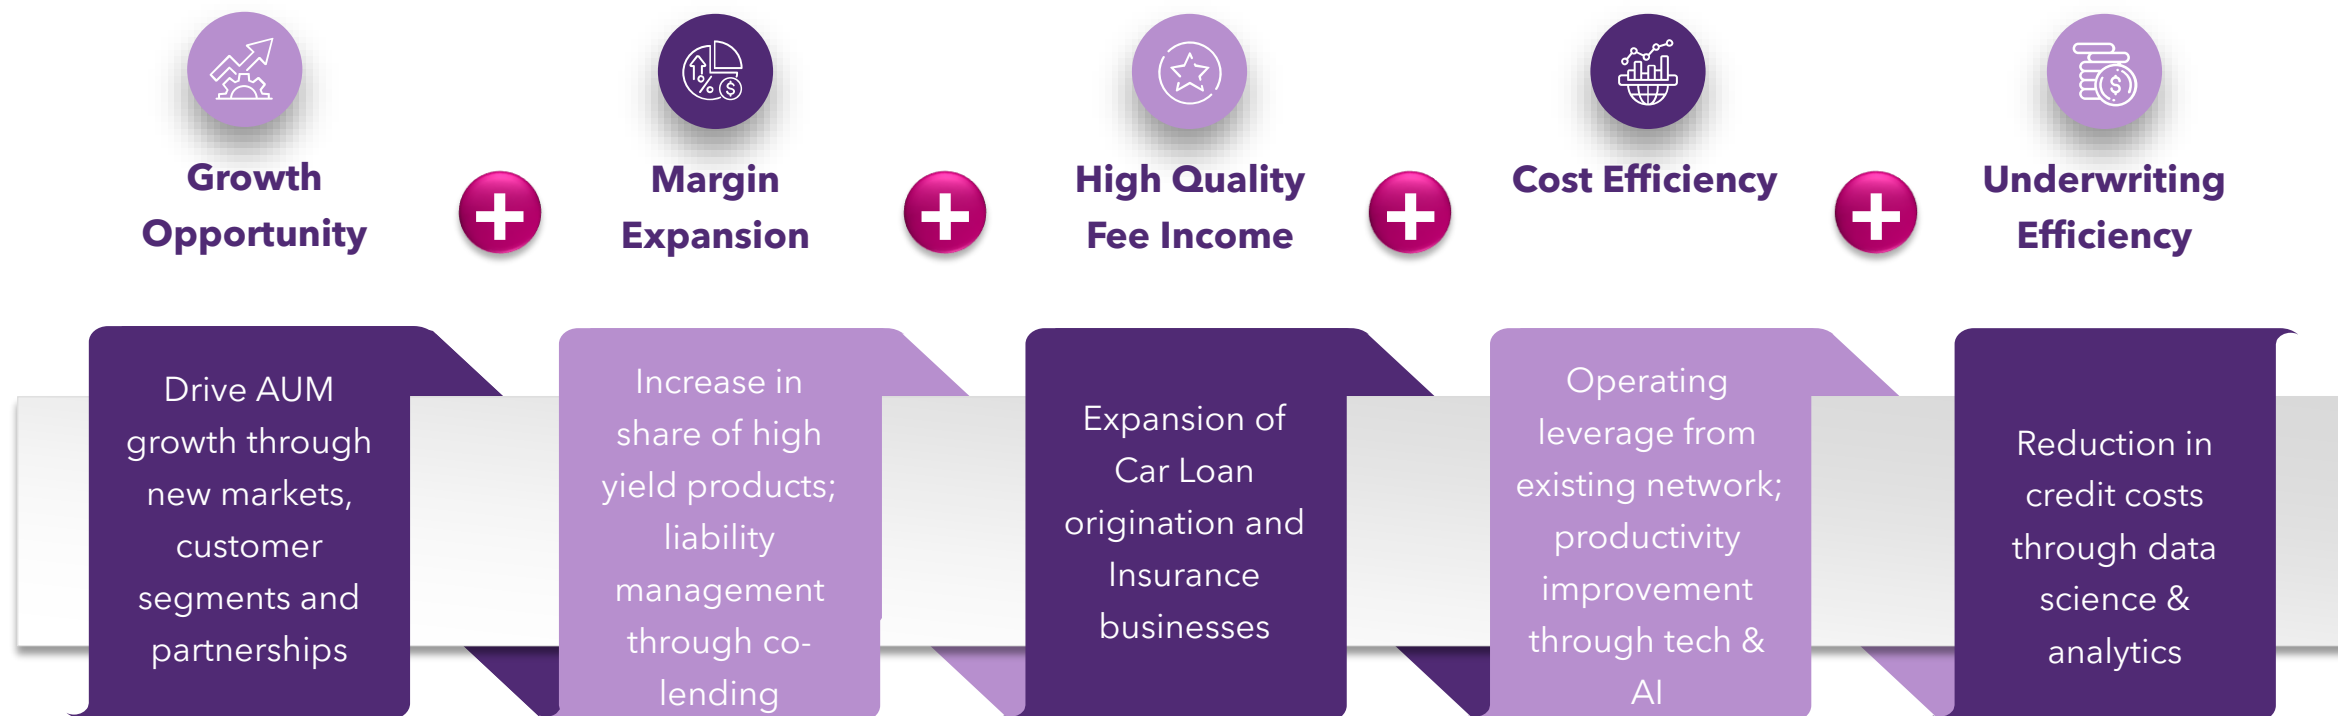 Growth
Opportunity
Margin
Expansion
High Quality
Fee Income
Cost Efficiency
Underwriting
Efficiency
Drive AUM
growth through
new markets,
customer
segments and
partnerships
Increase in
share of high
yield products;
liability
management
through co-
lending
Expansion of
Car Loan
origination and
Insurance
businesses
Operating
leverage from
existing network;
productivity
improvement
through tech &
AI
Reduction in
credit costs
through data
science &
analytics